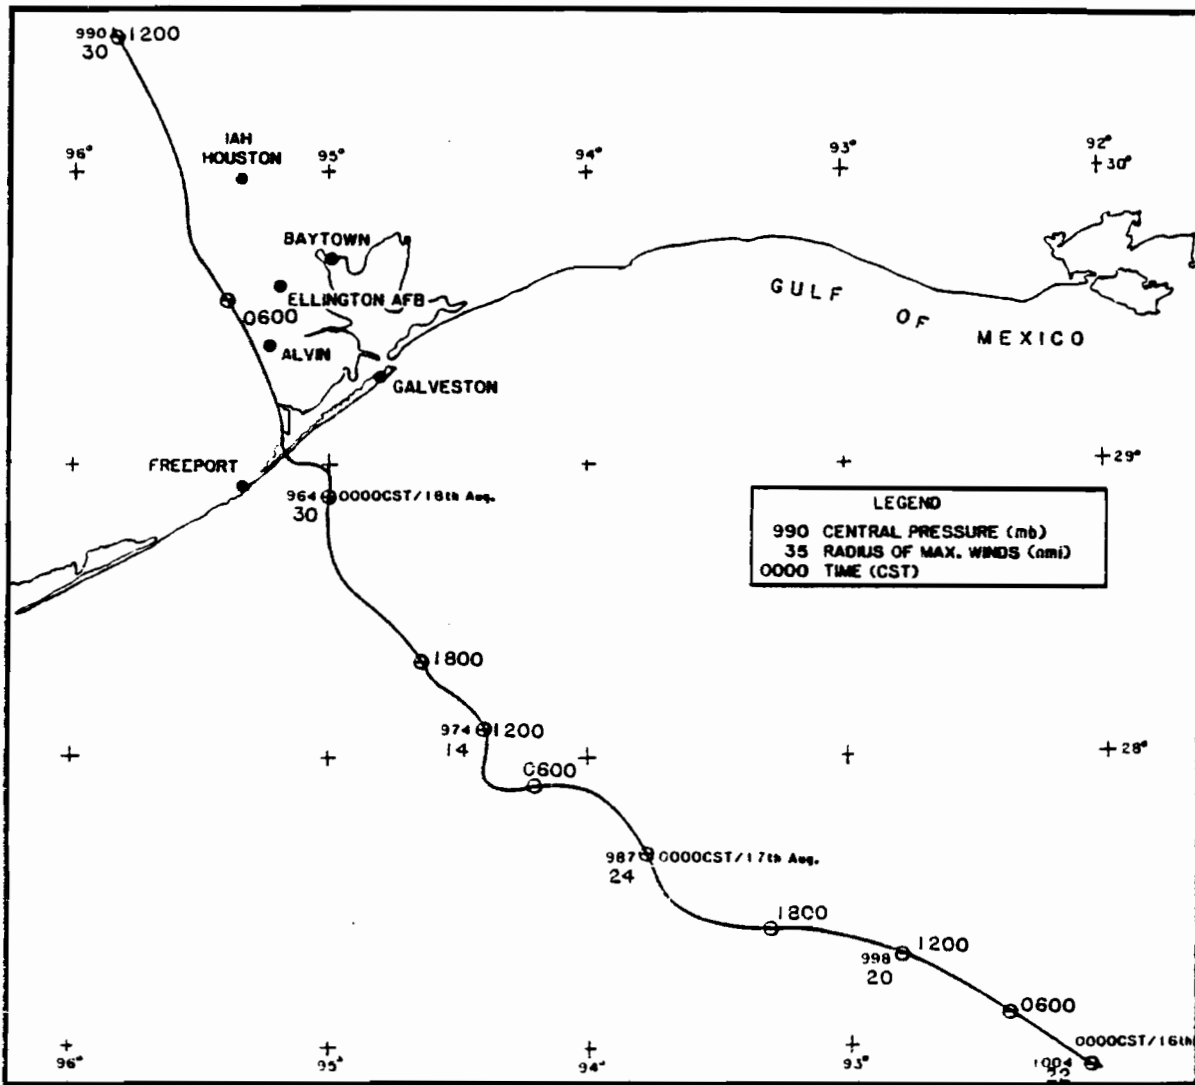 990 1200
30
IAH
HOUSTON
96° 95° 94° 93° 92°
30°
BAYTOWN
ELLINGTON AFB
GULF OF MEXICO
0600
ALVIN
GALVESTON
FREEPORT
29°
964 0000CST/18th Aug.
30
LEGEND
990 CENTRAL PRESSURE (mb)
35 RADIUS OF MAX. WINDS (nmi)
0000 TIME (CST)
1800
974 1200
14
28°
0600
987 0000CST/17th Aug.
24
1800
1200
998
20
0600
0000CST/16th
96° 95° 94° 93° 1004